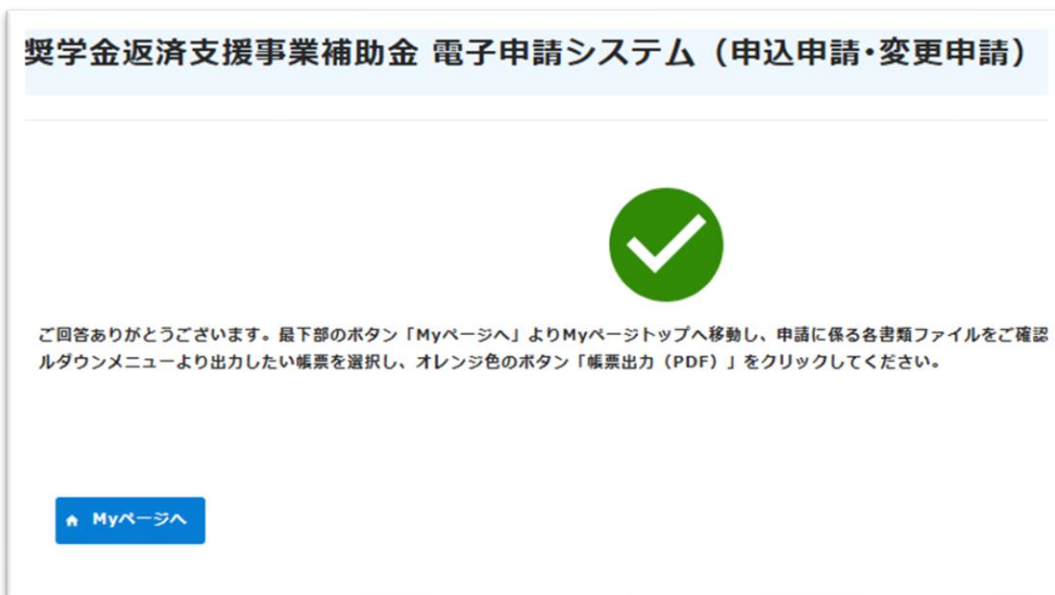 奨学金返済支援事業補助金 電子申請システム（申込申請・変更申請）
ご回答ありがとうございます。最下部のボタン「Myページへ」よりMyページトップへ移動し、申請に係る各書類ファイルをご確認
ルダウンメニューより出力したい帳票を選択し、オレンジ色のボタン「帳票出力（PDF）」をクリックしてください。
Myページへ